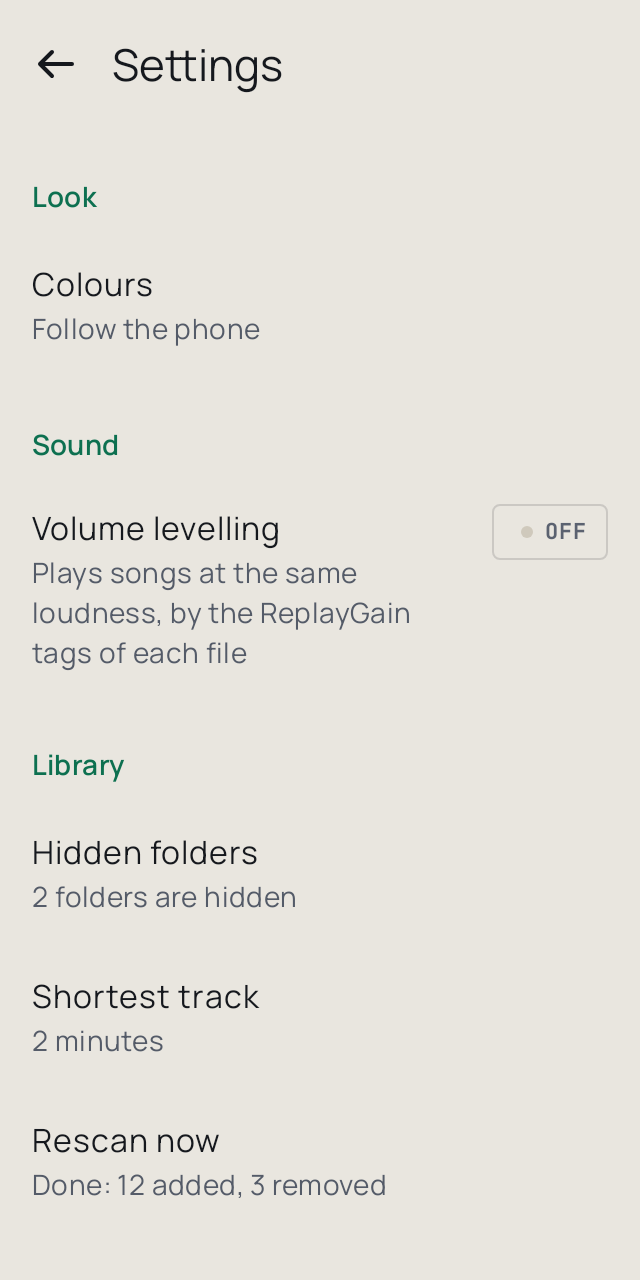 Settings
Look
Colours
Follow the phone
Sound
Volume levelling
OFF
Plays songs at the same
loudness, by the ReplayGain
tags of each file
Library
Hidden folders
2 folders are hidden
Shortest track
2 minutes
Rescan now
Done: 12 added, 3 removed